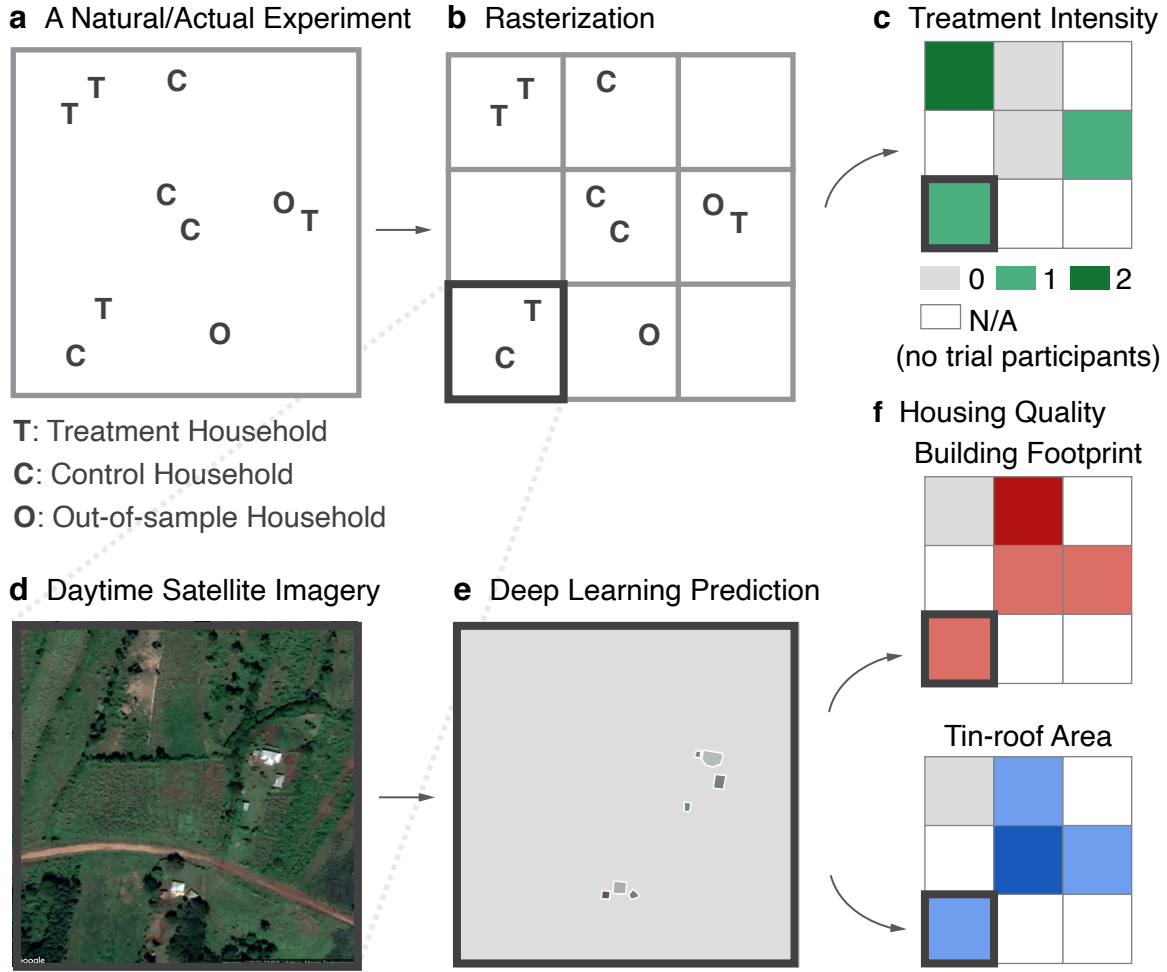 a A Natural/Actual Experiment
T
C
T
C
C
O
T
T
C
O
T: Treatment Household
C: Control Household
O: Out-of-sample Household
b Rasterization
T
T
C
C
C
O
T
T
C
O
c Treatment Intensity
0 1 2
N/A
(no trial participants)
d Daytime Satellite Imagery
e Deep Learning Prediction
f Housing Quality
Building Footprint
Tin-roof Area